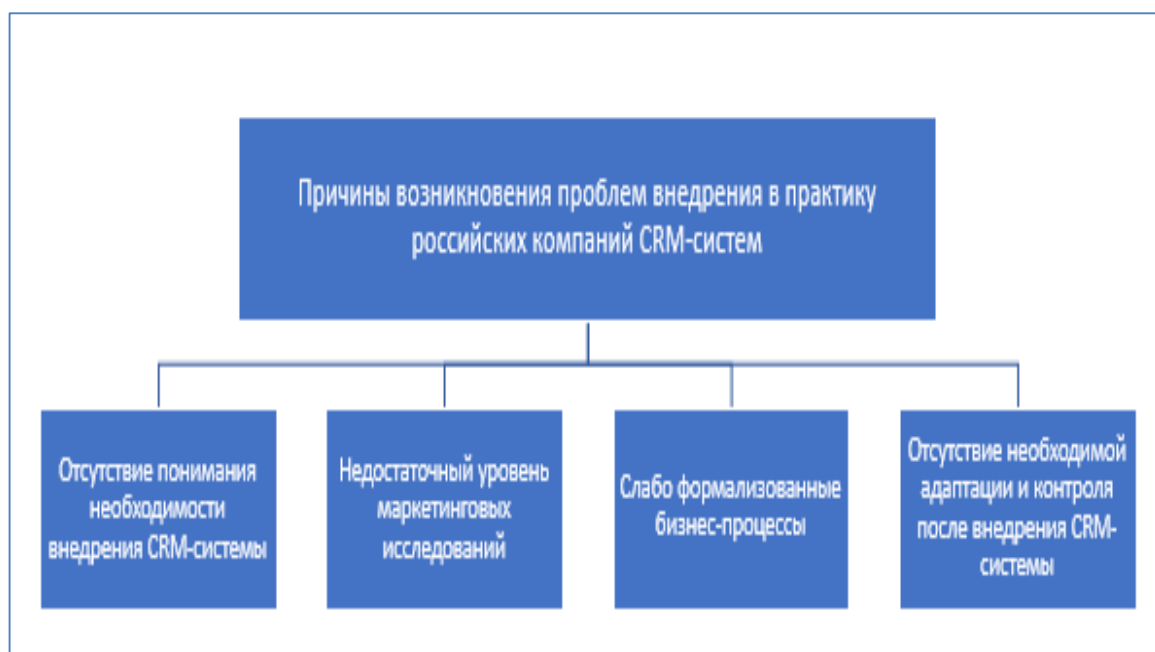 Причины возникновения проблем внедрения в практику
российских компаний CRM-систем
Отсутствие понимания
необходимости
внедрения CRM-системы
Недостаточный уровень
маркетинговых
исследований
Слабо формализованные
бизнес-процессы
Отсутствие необходимой
адаптации и контроля
после внедрения CRM-
системы